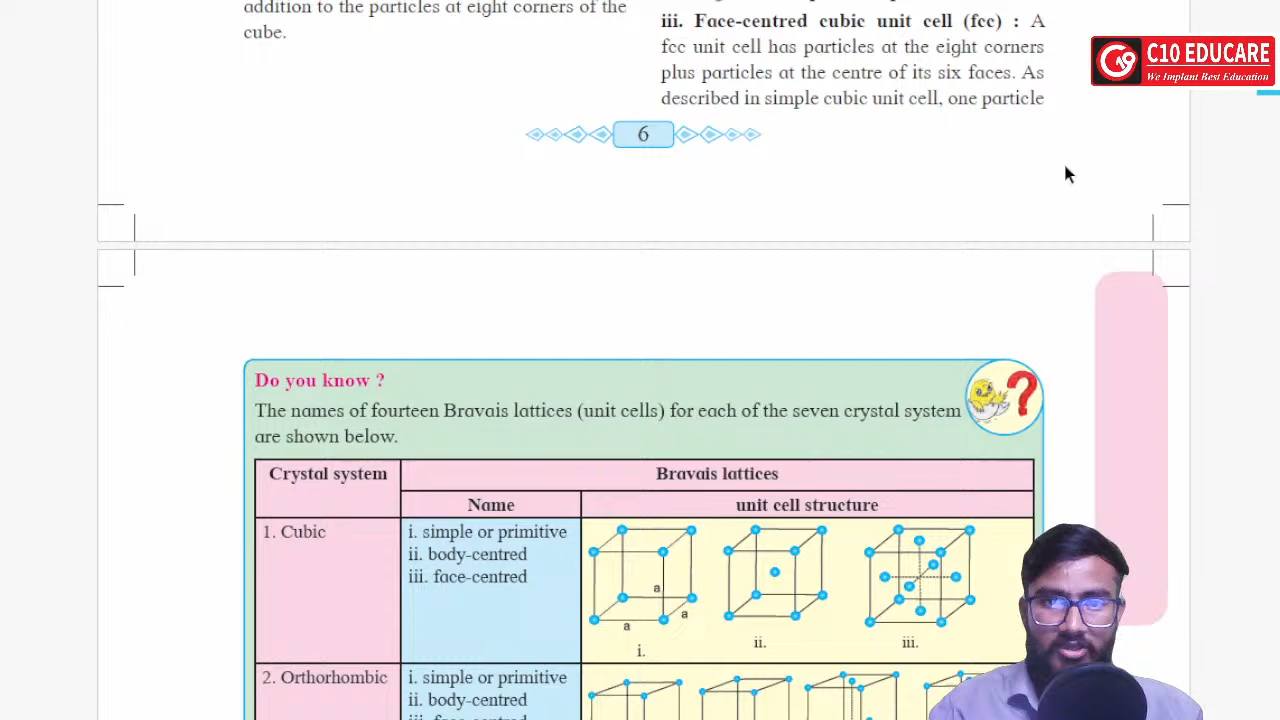 addition to the particles at eight corners of the
cube.
iii. Face-centred cubic unit cell (fcc) : A
fcc unit cell has particles at the eight corners
plus particles at the centre of its six faces. As
described in simple cubic unit cell, one particle
C10 EDUCARE
We Implant Best Education
6
Do you know ?
The names of fourteen Bravais lattices (unit cells) for each of the seven crystal system
are shown below.
Crystal system
Bravais lattices
Name
unit cell structure
1. Cubic
i. simple or primitive
ii. body-centred
iii. face-centred
a
a
a
i.
ii.
iii.
2. Orthorhombic
i. simple or primitive
ii. body-centred